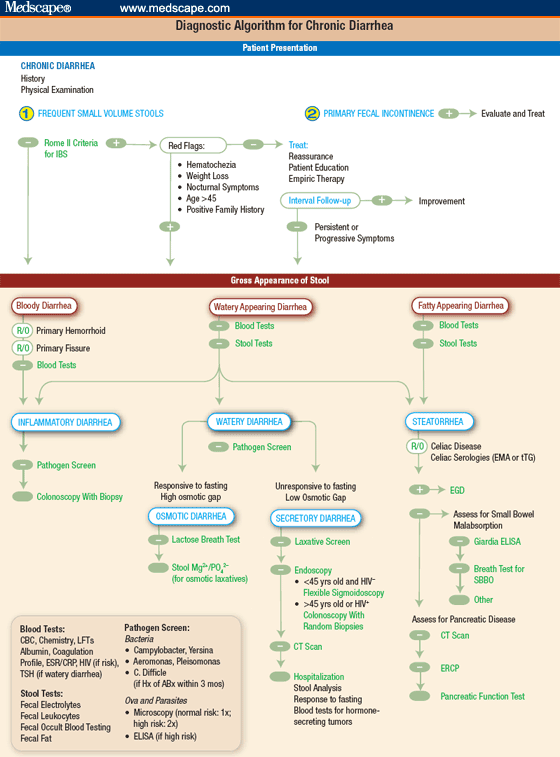 Medscape® www.medscape.com
Diagnostic Algorithm for Chronic Diarrhea
Patient Presentation
CHRONIC DIARRHEA
History
Physical Examination
1 FREQUENT SMALL VOLUME STOOLS
2 PRIMARY FECAL INCONTINENCE + Evaluate and Treat
– Rome II Criteria
for IBS
+
Red Flags:
• Hematochezia
• Weight Loss
• Nocturnal Symptoms
• Age >45
• Positive Family History
+
–
Treat:
Reassurance
Patient Education
Empiric Therapy
Interval Follow-up + Improvement
– Persistent or
Progressive Symptoms
Gross Appearance of Stool
Bloody Diarrhea
R/O Primary Hemorrhoid
R/O Primary Fissure
– Blood Tests
Watery Appearing Diarrhea
– Blood Tests
– Stool Tests
Fatty Appearing Diarrhea
– Blood Tests
– Stool Tests
INFLAMMATORY DIARRHEA
– Pathogen Screen
– Colonoscopy With Biopsy
WATERY DIARRHEA
– Pathogen Screen
Responsive to fasting
High osmotic gap
OSMOTIC DIARRHEA
– Lactose Breath Test
– Stool Mg²⁺/PO₄³⁻
(for osmotic laxatives)
Unresponsive to fasting
Low Osmotic Gap
SECRETORY DIARRHEA
– Laxative Screen
– Endoscopy
• <45 yrs old and HIV⁻
Flexible Sigmoidoscopy
• >45 yrs old or HIV⁺
Colonoscopy With
Random Biopsies
– CT Scan
– Hospitalization
Stool Analysis
Response to fasting
Blood tests for hormone-
secreting tumors
STEATORRHEA
R/O Celiac Disease
Celiac Serologies (EMA or tTG)
+ EGD
– Assess for Small Bowel
Malabsorption
– Giardia ELISA
– Breath Test for
SBBO
– Other
Assess for Pancreatic Disease
– CT Scan
– ERCP
– Pancreatic Function Test
Blood Tests:
CBC, Chemistry, LFTs
Albumin, Coagulation
Profile, ESR/CRP, HIV (if risk),
TSH (if watery diarrhea)
Stool Tests:
Fecal Electrolytes
Fecal Leukocytes
Fecal Occult Blood Testing
Fecal Fat
Pathogen Screen:
Bacteria
• Campylobacter, Yersina
• Aeromonas, Pleisomonas
• C. Difficile
(if Hx of ABx within 3 mos)
Ova and Parasites
• Microscopy (normal risk: 1x;
high risk: 2x)
• ELISA (if high risk)